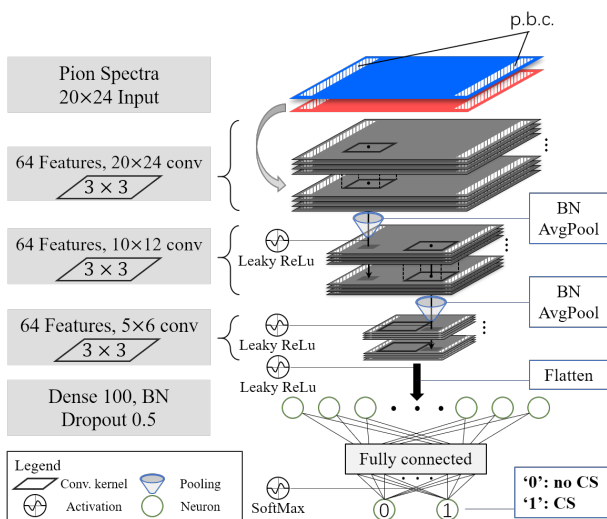 p.b.c.
Pion Spectra
20×24 Input
64 Features, 20×24 conv
3 × 3
BN
AvgPool
64 Features, 10×12 conv
3 × 3
Leaky ReLu
BN
AvgPool
64 Features, 5×6 conv
3 × 3
Leaky ReLu
Leaky ReLu
Flatten
Dense 100, BN
Dropout 0.5
Fully connected
Legend
Conv. kernel
Pooling
Activation
Neuron
SoftMax
0
1
‘0’: no CS
‘1’: CS